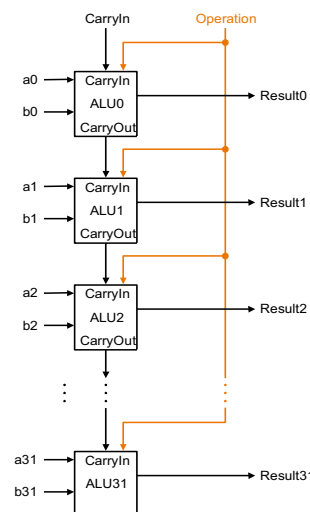 CarryIn Operation
a0 CarryIn
ALU0 Result0
b0
CarryOut
a1 CarryIn
ALU1 Result1
b1
CarryOut
a2 CarryIn
ALU2 Result2
b2
CarryOut
a31 CarryIn
ALU31 Result31
b31